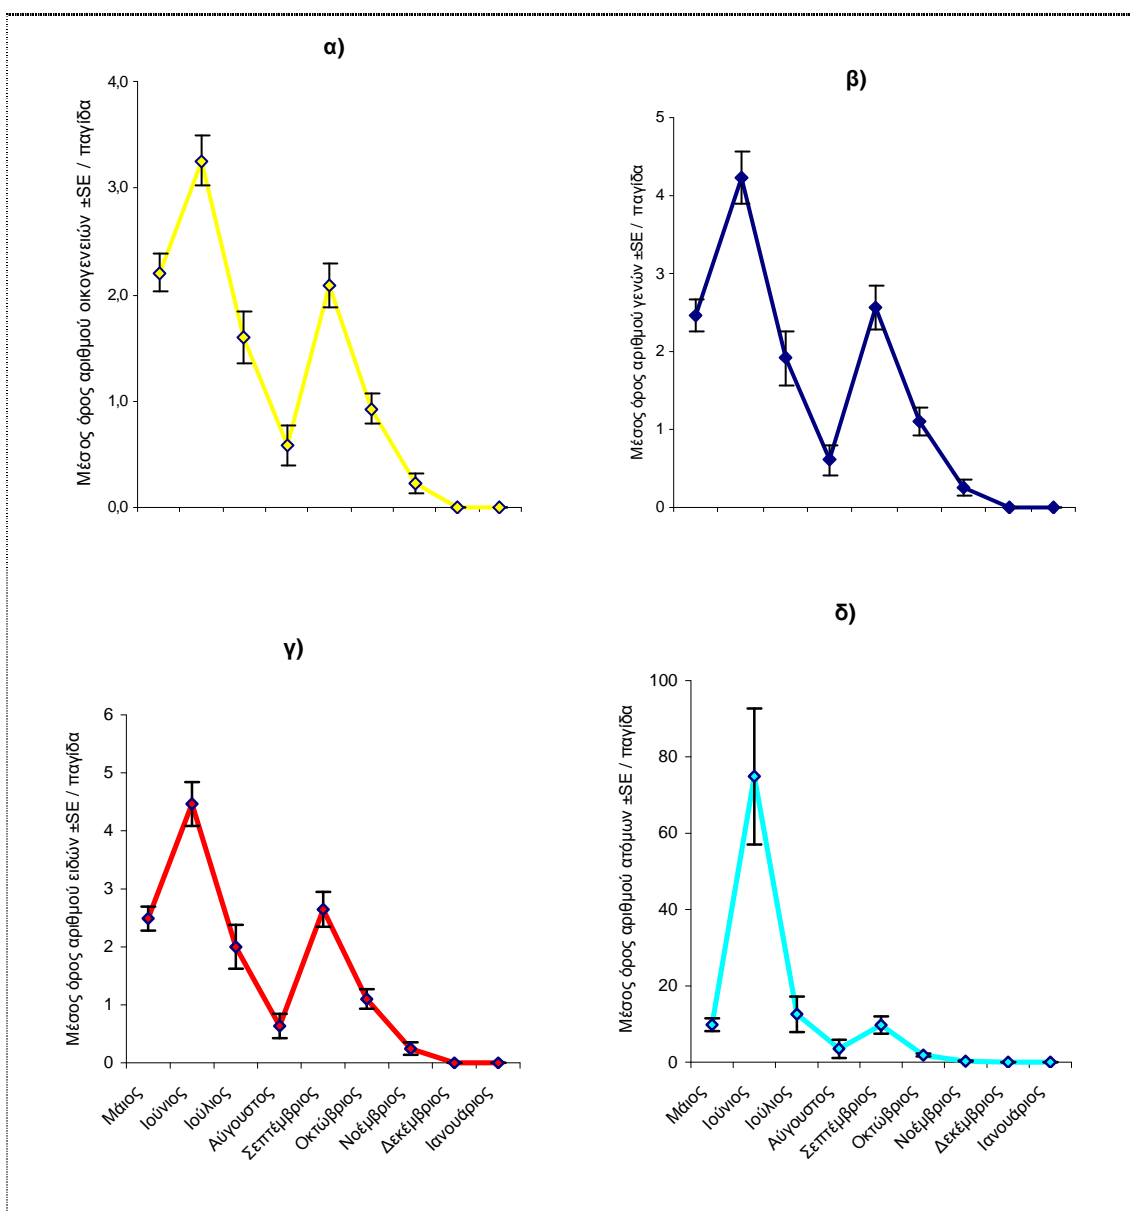 α)
Μέσος όρος αριθμού οικογενειών ±SE / παγίδα
4,0
3,0
2,0
1,0
0,0
β)
Μέσος όρος αριθμού γενών ±SE / παγίδα
5
4
3
2
1
0
γ)
Μέσος όρος αριθμού ειδών ±SE / παγίδα
6
5
4
3
2
1
0
Μάιος
Ιούνιος
Ιούλιος
Αύγουστος
Σεπτέμβριος
Οκτώβριος
Νοέμβριος
Δεκέμβριος
Ιανουάριος
δ)
Μέσος όρος αριθμού ατόμων ±SE / παγίδα
100
80
60
40
20
0
Μάιος
Ιούνιος
Ιούλιος
Αύγουστος
Σεπτέμβριος
Οκτώβριος
Νοέμβριος
Δεκέμβριος
Ιανουάριος